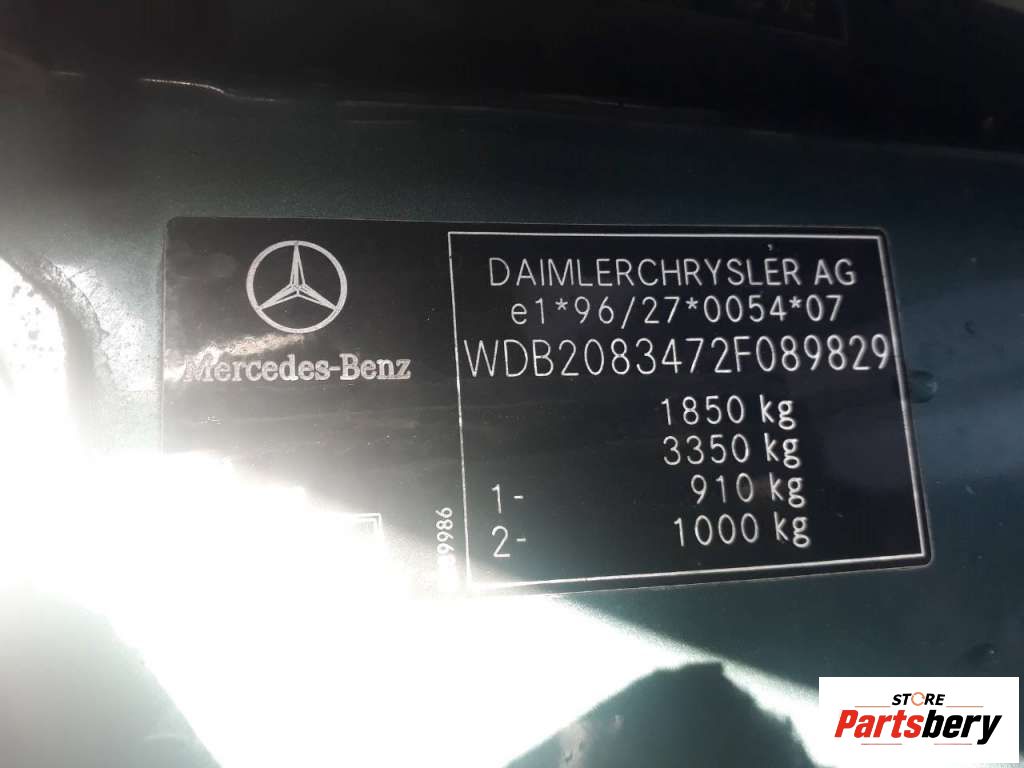 Mercedes-Benz
DAIMLERCHRYSLER AG
e1*96/27*0054*07
WDB2083472F089829
1850 kg
3350 kg
1- 910 kg
2- 1000 kg
9986
STORE
Partsbery